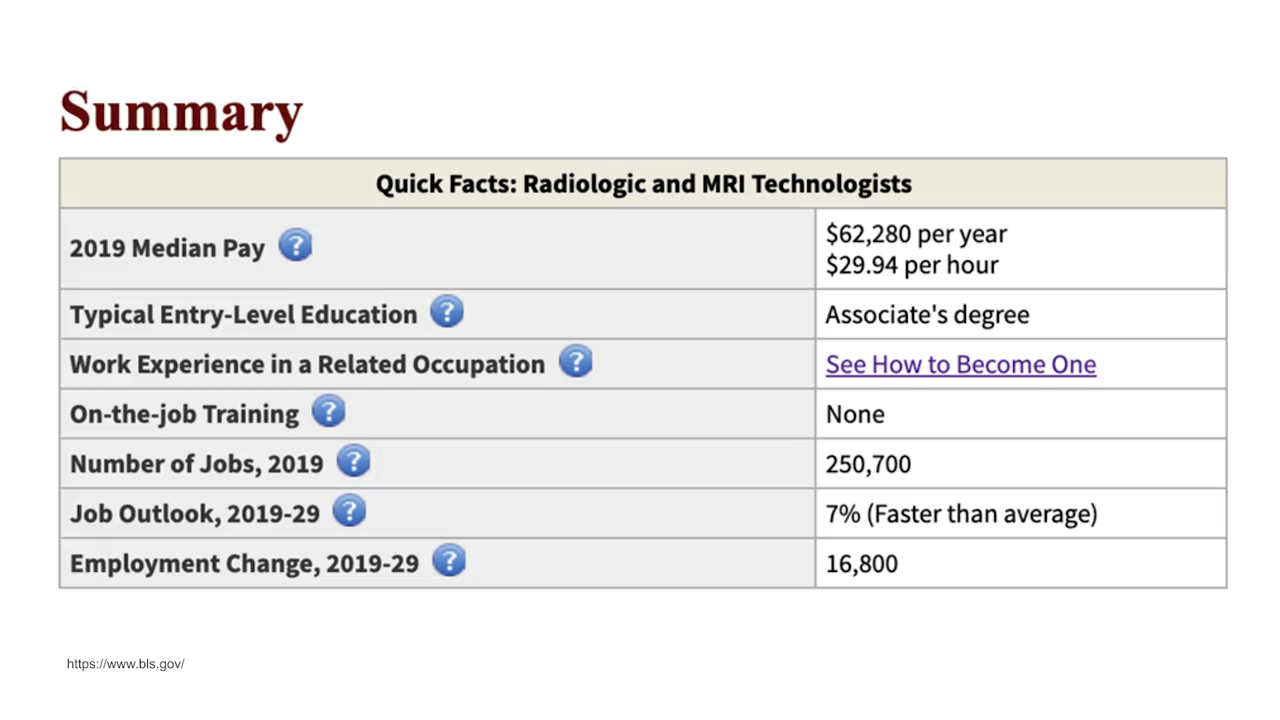 Summary
Quick Facts: Radiologic and MRI Technologists
2019 Median Pay ?
$62,280 per year
$29.94 per hour
Typical Entry-Level Education ?
Associate's degree
Work Experience in a Related Occupation ?
See How to Become One
On-the-job Training ?
None
Number of Jobs, 2019 ?
250,700
Job Outlook, 2019-29 ?
7% (Faster than average)
Employment Change, 2019-29 ?
16,800
https://www.bls.gov/